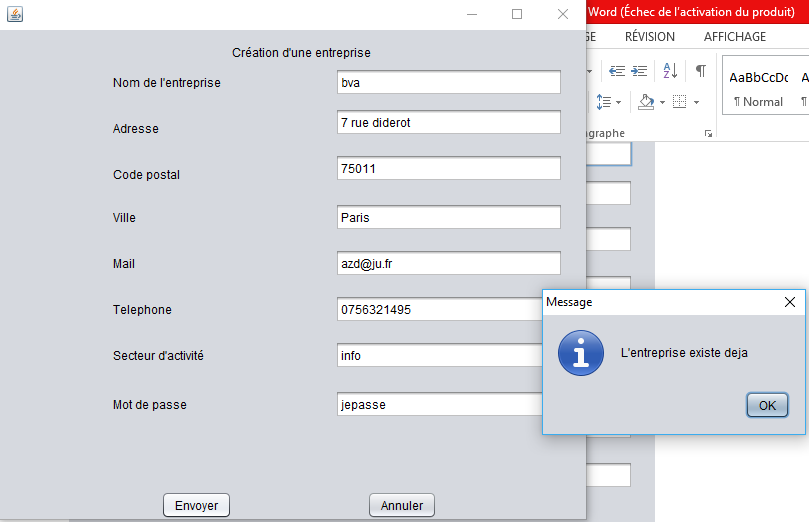 Word (Échec de l'activation du produit)
GE RÉVISION AFFICHAGE
AaBbCcDc
¶ Normal
¶
agraphe
Création d'une entreprise
Nom de l'entreprise bva
Adresse 7 rue diderot
Code postal 75011
Ville Paris
Mail azd@ju.fr
Telephone 0756321495
Secteur d'activité info
Mot de passe jepasse
Envoyer Annuler
Message
L'entreprise existe deja
OK